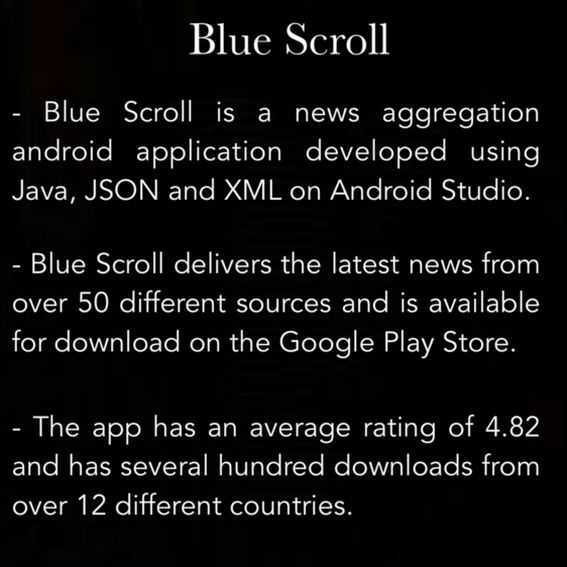 Blue Scroll
- Blue Scroll is a news aggregation
android application developed using
Java, JSON and XML on Android Studio.
- Blue Scroll delivers the latest news from
over 50 different sources and is available
for download on the Google Play Store.
- The app has an average rating of 4.82
and has several hundred downloads from
over 12 different countries.